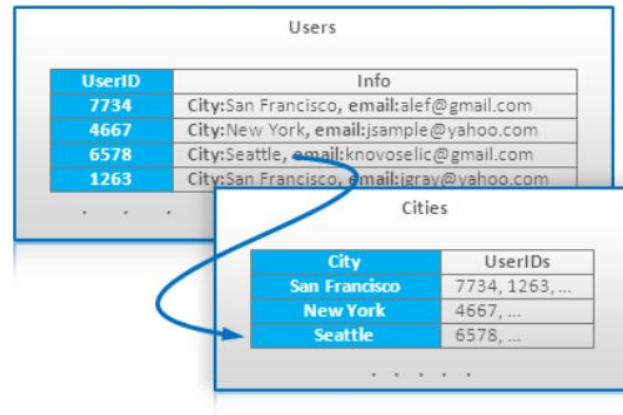 Users
UserID Info
7734 City:San Francisco, email:alef@gmail.com
4667 City:New York, email:jsample@yahoo.com
6578 City:Seattle, email:knovoselic@gmail.com
1263 City:San Francisco, email:jgray@yahoo.com
. . .
Cities
City UserIDs
San Francisco 7734, 1263, ...
New York 4667, ...
Seattle 6578, ...
. . . . .